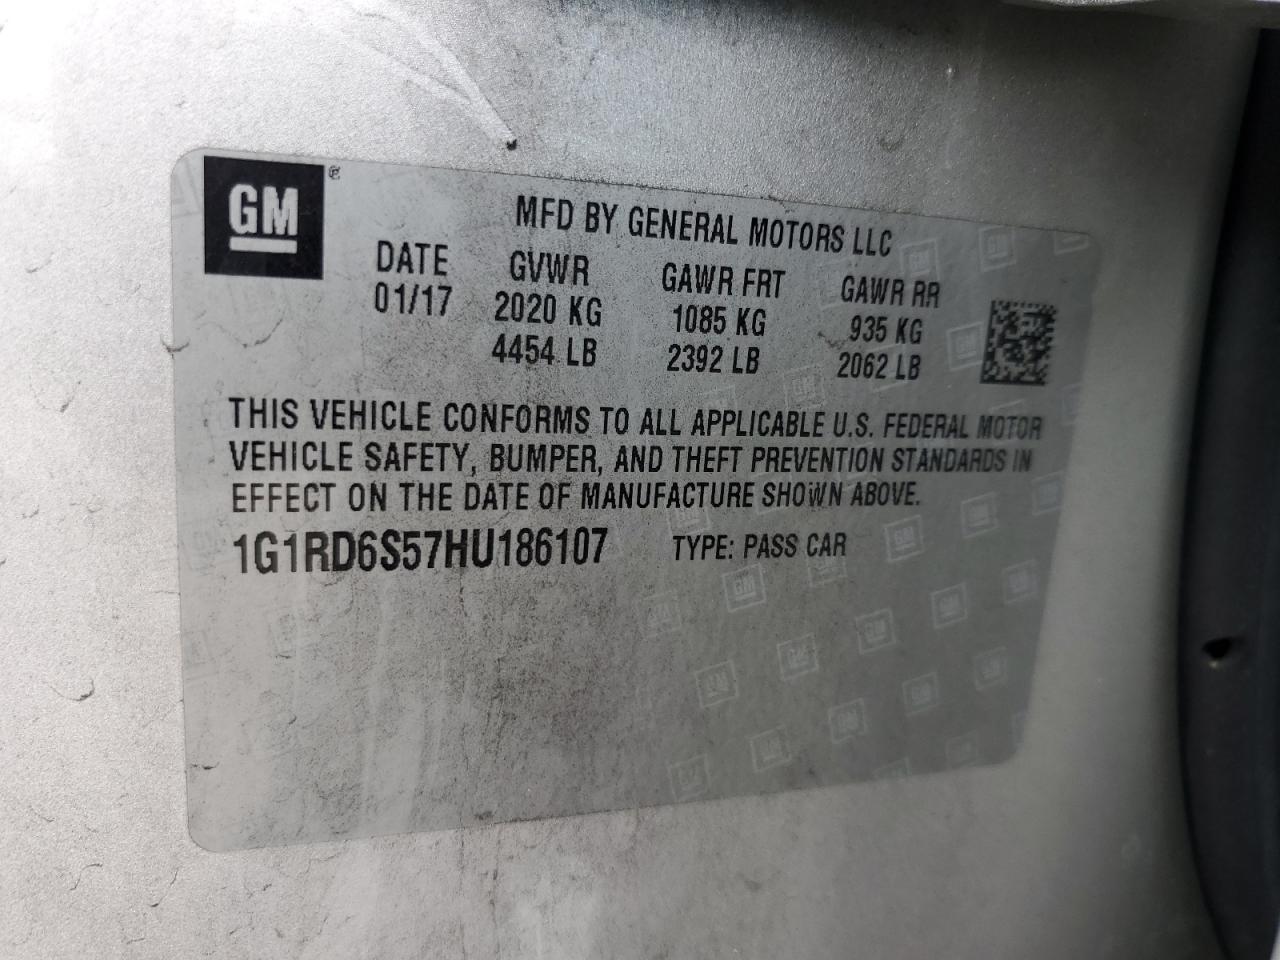 GM ®
MFD BY GENERAL MOTORS LLC
DATE GVWR GAWR FRT GAWR RR
01/17 2020 KG 1085 KG 935 KG
4454 LB 2392 LB 2062 LB
THIS VEHICLE CONFORMS TO ALL APPLICABLE U.S. FEDERAL MOTOR
VEHICLE SAFETY, BUMPER, AND THEFT PREVENTION STANDARDS IN
EFFECT ON THE DATE OF MANUFACTURE SHOWN ABOVE.
1G1RD6S57HU186107 TYPE: PASS CAR